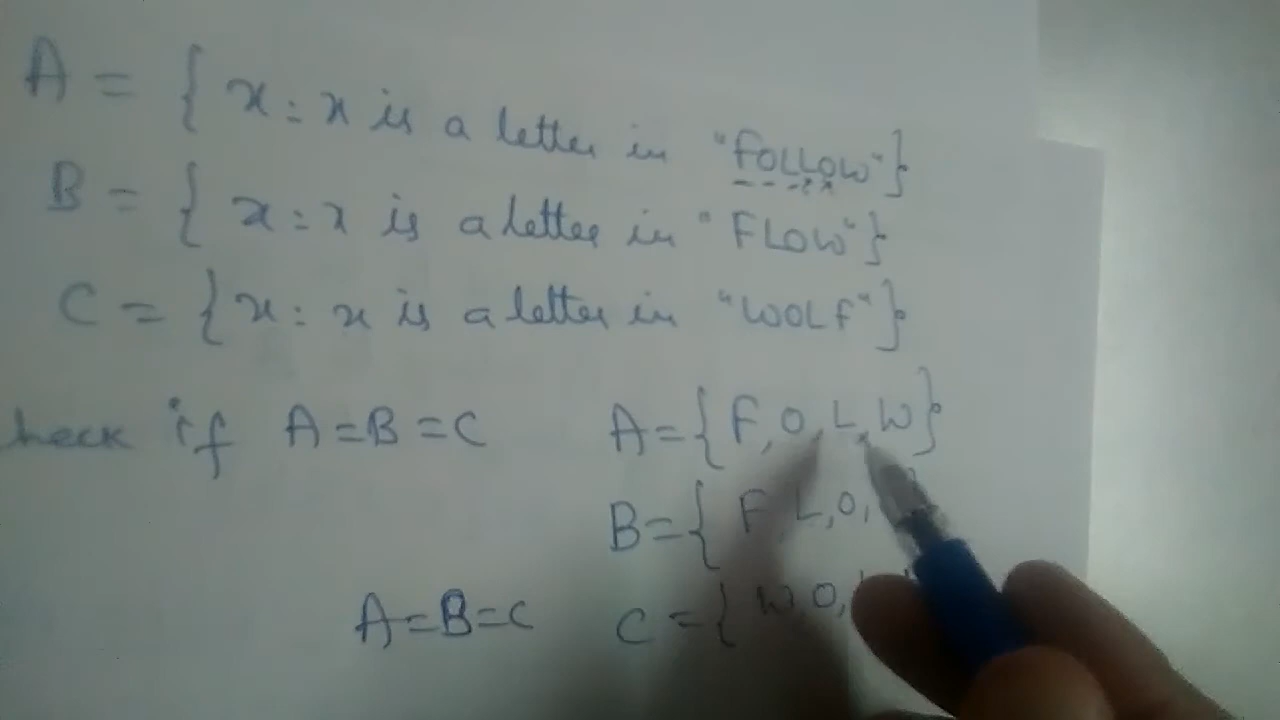 A = { x : x is a letter in "FOLLOW" }
B = { x : x is a letter in "FLOW" }
C = { x : x is a letter in "WOLF" }
heck if A = B = C
A = { F, O, L, W }
B = { F L, O,
A = B = C
C = { W, O,